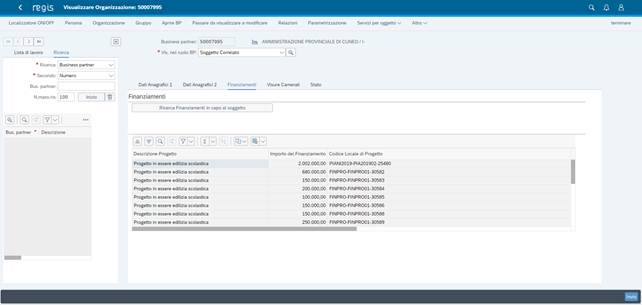 regis Visualizzare Organizzazione: 50007995
Localizzatore ON/OFF Persona Organizzazione Gruppo Aprire BP Passare da visualizzare a modificare Relazioni Parametrizzazione Servizi per oggetto Altro terminare
Lista di lavoro Ricerca
* Ricerca: Business partner
* Secondo: Numero
Bus. partner:
N.mass.ris. 100 Inizio
Bus. partner * Descrizione
Business partner: 50007995 AMMINISTRAZIONE PROVINCIALE DI CUNEO / I-
* Vis. nel ruolo BP: Soggetto Correlato
Dati Anagrafici 1 Dati Anagrafici 2 Finanziamenti Visure Camerali Stato
Finanziamenti
Ricerca Finanziamenti in capo al soggetto
Descrizione Progetto Importo del Finanziamento Codice Locale di Progetto
Progetto in essere edilizia scolastica 2.002.000,00 PIANI2019-PIA201902-25490
Progetto in essere edilizia scolastica 680.000,00 FINPRO-FINPRO01-30582
Progetto in essere edilizia scolastica 150.000,00 FINPRO-FINPRO01-30583
Progetto in essere edilizia scolastica 200.000,00 FINPRO-FINPRO01-30584
Progetto in essere edilizia scolastica 100.000,00 FINPRO-FINPRO01-30585
Progetto in essere edilizia scolastica 150.000,00 FINPRO-FINPRO01-30586
Progetto in essere edilizia scolastica 150.000,00 FINPRO-FINPRO01-30588
Progetto in essere edilizia scolastica 250.000,00 FINPRO-FINPRO01-30589